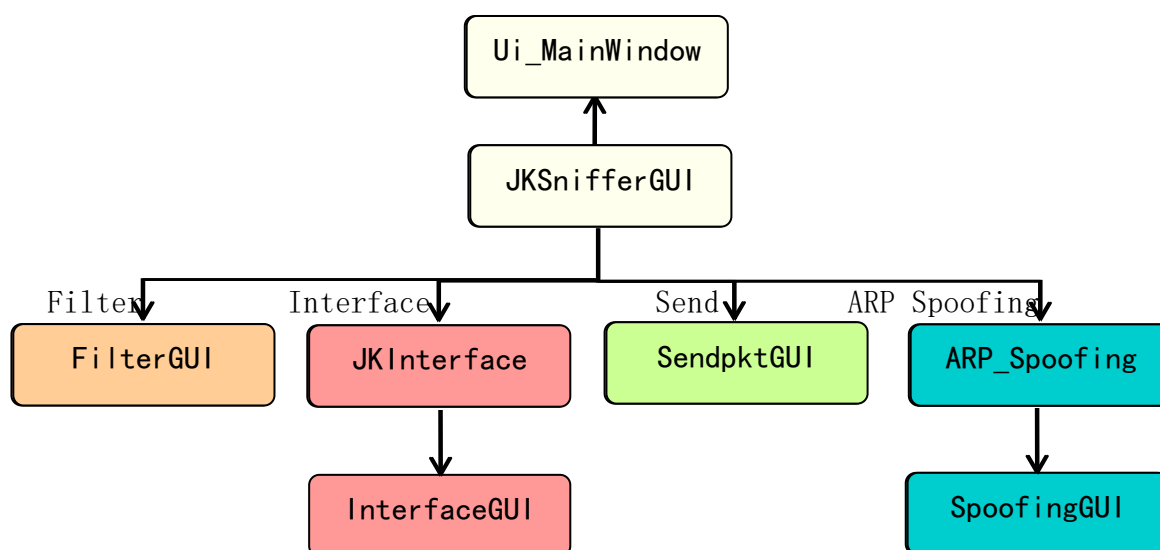 Ui_MainWindow
JKSnifferGUI
Filter Interface Send ARP Spoofing
FilterGUI JKInterface SendpktGUI ARP_Spoofing
InterfaceGUI SpoofingGUI